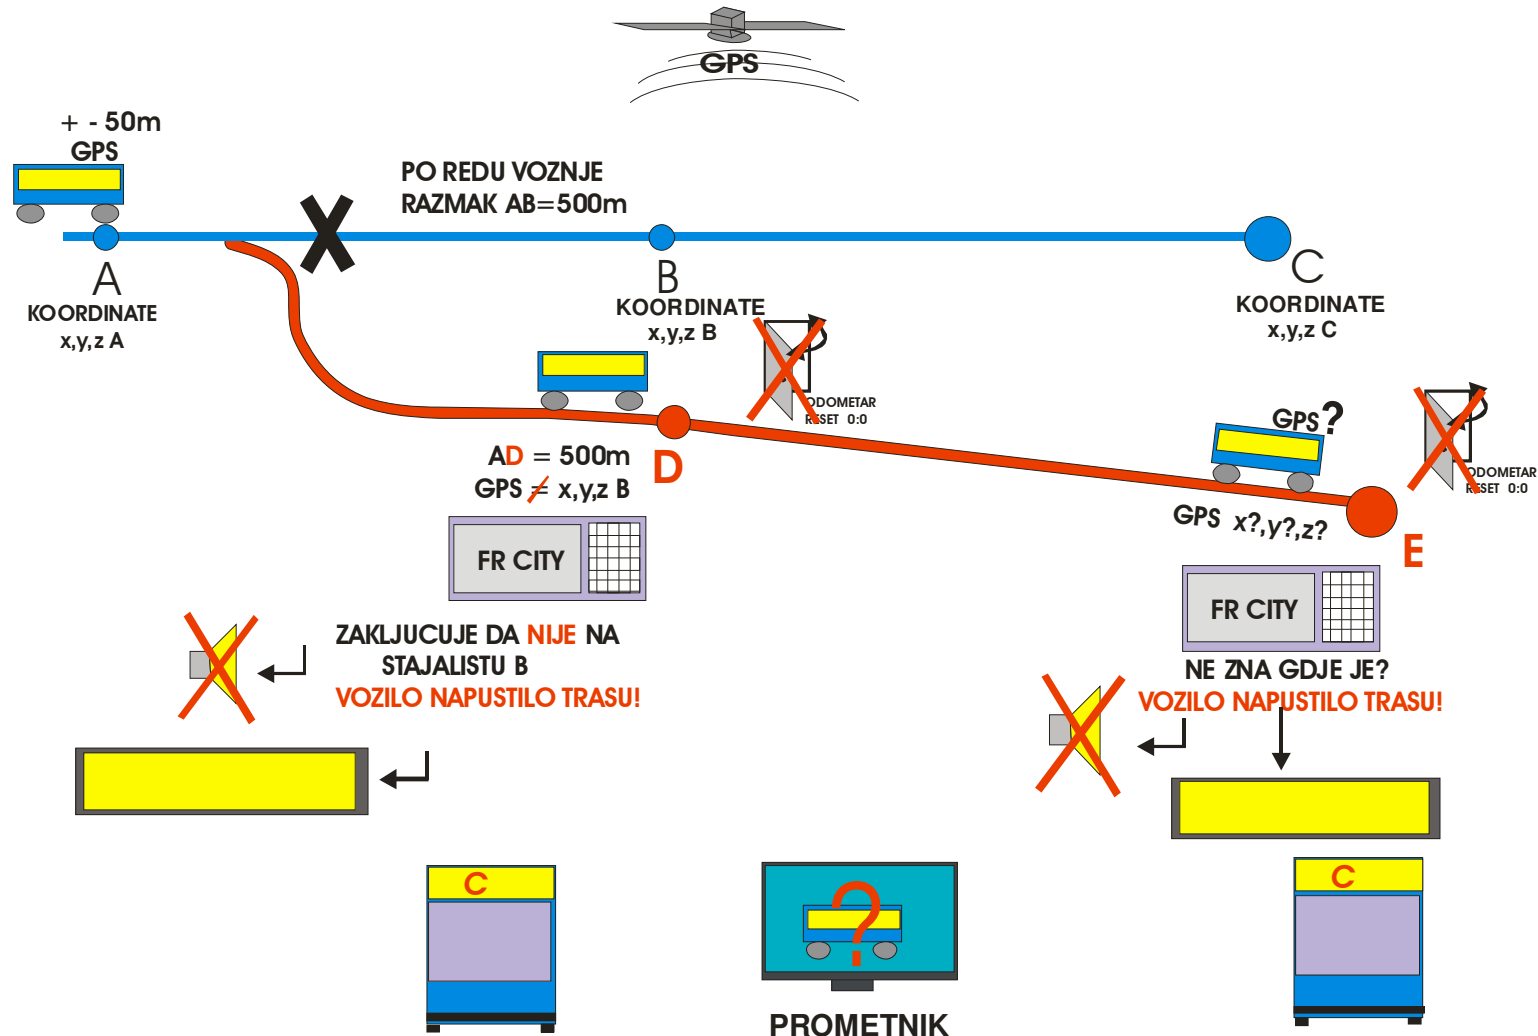 GPS
+ - 50m
GPS
PO REDU VOZNJE
RAZMAK AB=500m
A
KOORDINATE
x,y,z A
B
KOORDINATE
x,y,z B
C
KOORDINATE
x,y,z C
ODOMETAR
RESET 0:0
GPS?
ODOMETAR
RESET 0:0
AD = 500m
GPS ≠ x,y,z B
D
GPS x?,y?,z?
E
FR CITY
FR CITY
ZAKLJUCUJE DA NIJE NA
STAJALISTU B
VOZILO NAPUSTILO TRASU!
NE ZNA GDJE JE?
VOZILO NAPUSTILO TRASU!
C
?
C
PROMETNIK